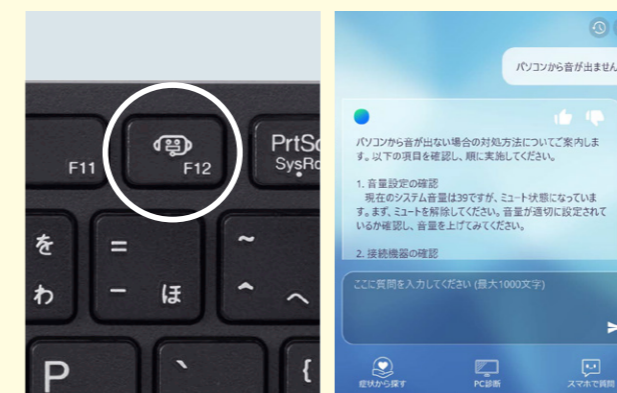 F11
F12
PrtSc
SysRq
を
わ
=
-
ほ
~
^
へ
P
`
{
パソコンから音が出ません
パソコンから音が出ない場合の対処方法についてご案内しま
す。以下の項目を確認し、順に実施してください。
1. 音量設定の確認
現在のシステム音量は39ですが、ミュート状態になっていま
す。まず、ミュートを解除してください。音量が適切に設定されて
いるか確認し、音量を上げてみてください。
2. 接続機器の確認
ここに質問を入力してください (最大1000文字)
症状から探す
PC診断
スマホで質問